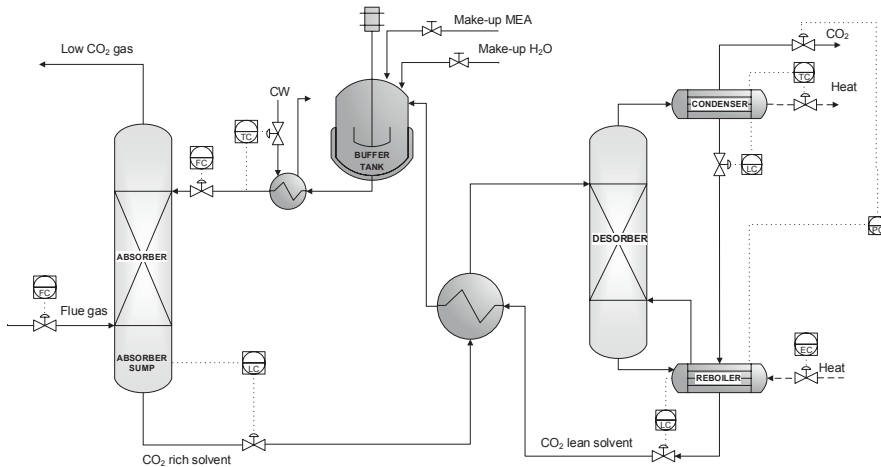 Make-up MEA
Make-up H₂O
Low CO₂ gas
CO₂
TC
Heat
CONDENSER
CW
TC
BUFFER
TANK
FC
LC
PC
DESORBER
ABSORBER
FC
Flue gas
ABSORBER
SUMP
LC
EC
REBOILER
Heat
LC
CO₂ lean solvent
CO₂ rich solvent